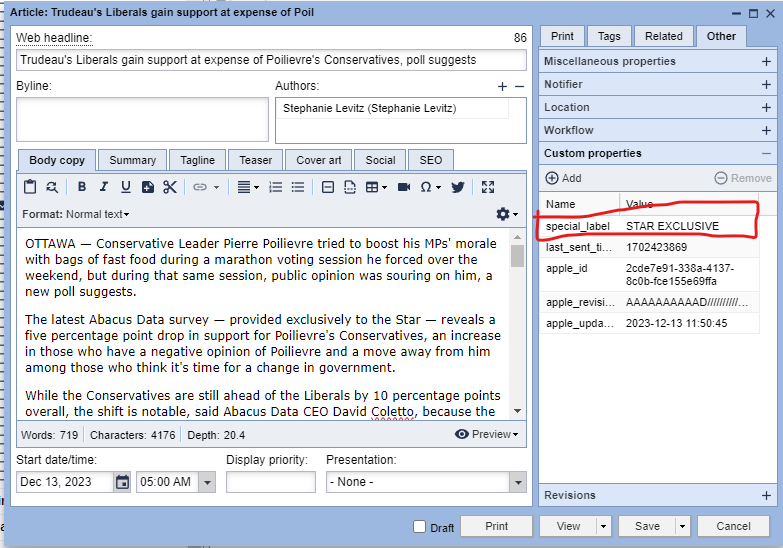 Article: Trudeau's Liberals gain support at expense of Poil
Web headline: 86
Trudeau's Liberals gain support at expense of Poilievre's Conservatives, poll suggests
Byline: Authors:
Stephanie Levitz (Stephanie Levitz)
Body copy Summary Tagline Teaser Cover art Social SEO
B I U
Format: Normal text
OTTAWA — Conservative Leader Pierre Poilievre tried to boost his MPs' morale
with bags of fast food during a marathon voting session he forced over the
weekend, but during that same session, public opinion was souring on him, a
new poll suggests.
The latest Abacus Data survey — provided exclusively to the Star — reveals a
five percentage point drop in support for Poilievre's Conservatives, an increase
in those who have a negative opinion of Poilievre and a move away from him
among those who think it's time for a change in government.
While the Conservatives are still ahead of the Liberals by 10 percentage points
overall, the shift is notable, said Abacus Data CEO David Coletto, because the
Words: 719 Characters: 4176 Depth: 20.4 Preview
Start date/time: Display priority: Presentation:
Dec 13, 2023 05:00 AM - None -
Print Tags Related Other
Miscellaneous properties
Notifier
Location
Workflow
Custom properties
Add Remove
Name Value
special_label STAR EXCLUSIVE
last_sent_ti... 1702423869
apple_id 2cde7e91-338a-4137-
8c0b-fce155e69ffa
apple_revisi... AAAAAAAAAAD//////////...
apple_upda... 2023-12-13 11:50:45
Revisions
Draft Print View Save Cancel